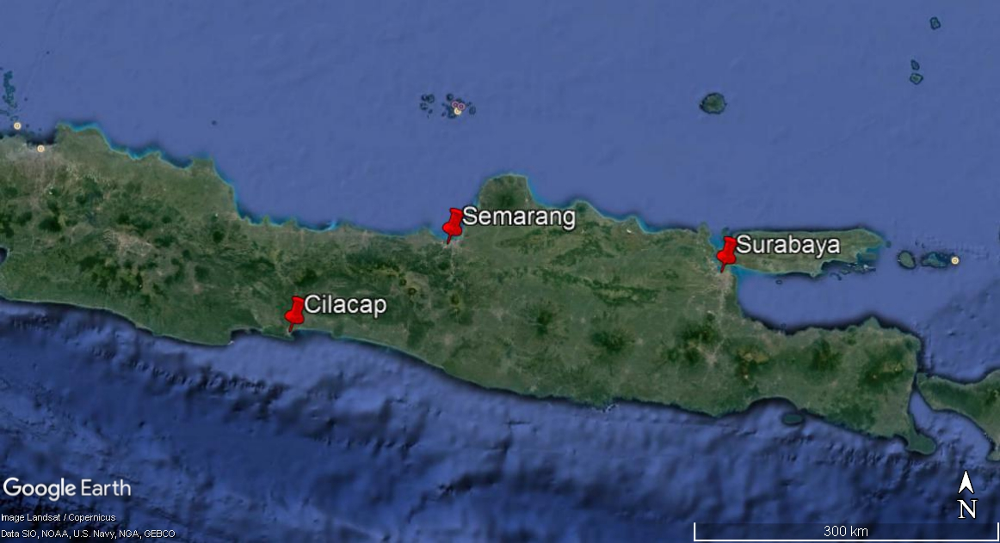 Semarang
Surabaya
Cilacap
Google Earth
Image Landsat / Copernicus
Data SIO, NOAA, U.S. Navy, NGA, GEBCO
N
300 km